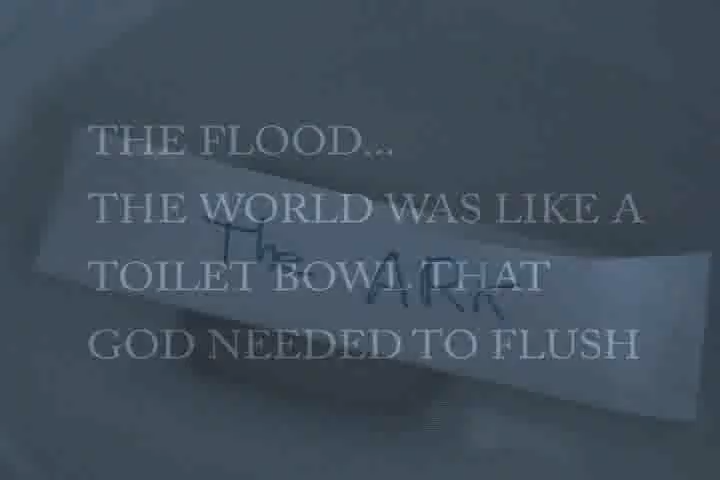 THE FLOOD...
THE WORLD WAS LIKE A
TOILET BOWL THAT
GOD NEEDED TO FLUSH
The ARK